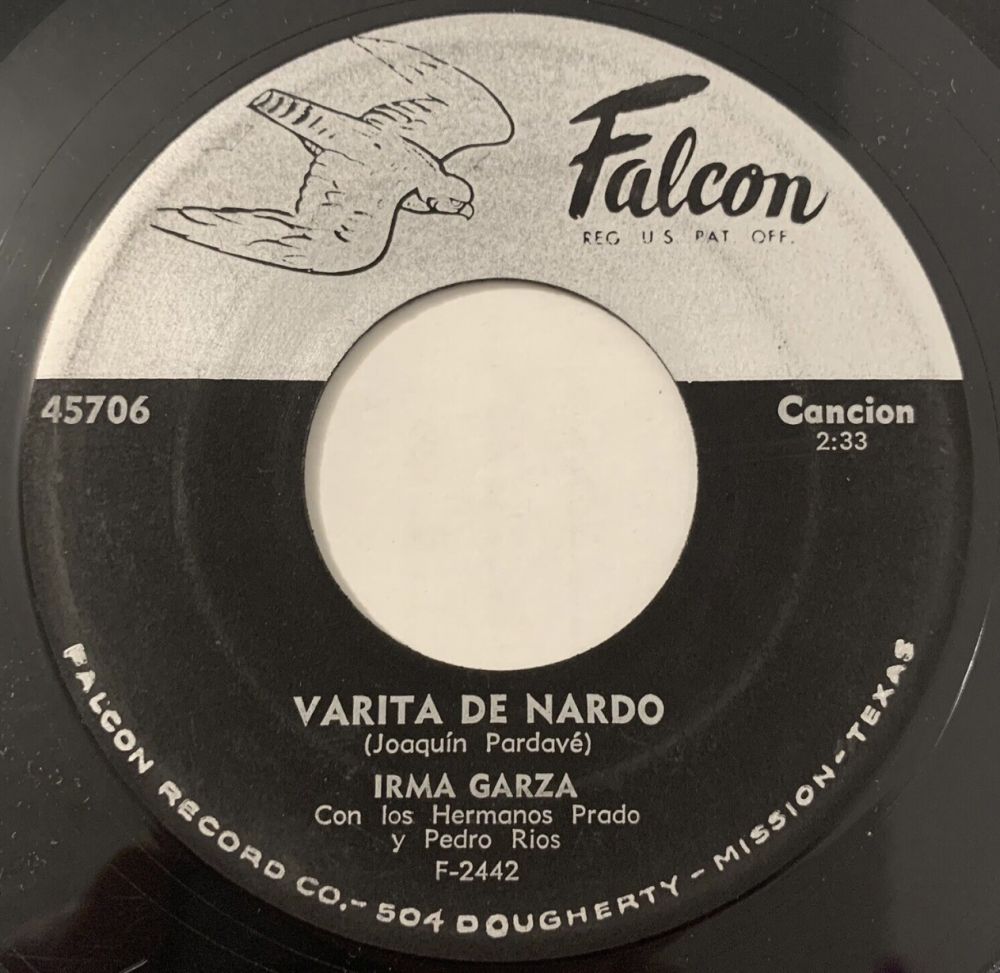 Falcon
REG. U.S. PAT. OFF.
45706
Cancion
2:33
VARITA DE NARDO
(Joaquín Pardavé)
IRMA GARZA
Con los Hermanos Prado
y Pedro Rios
F-2442
FALCON RECORD CO.-504 DOUGHERTY-MISSION-TEXAS